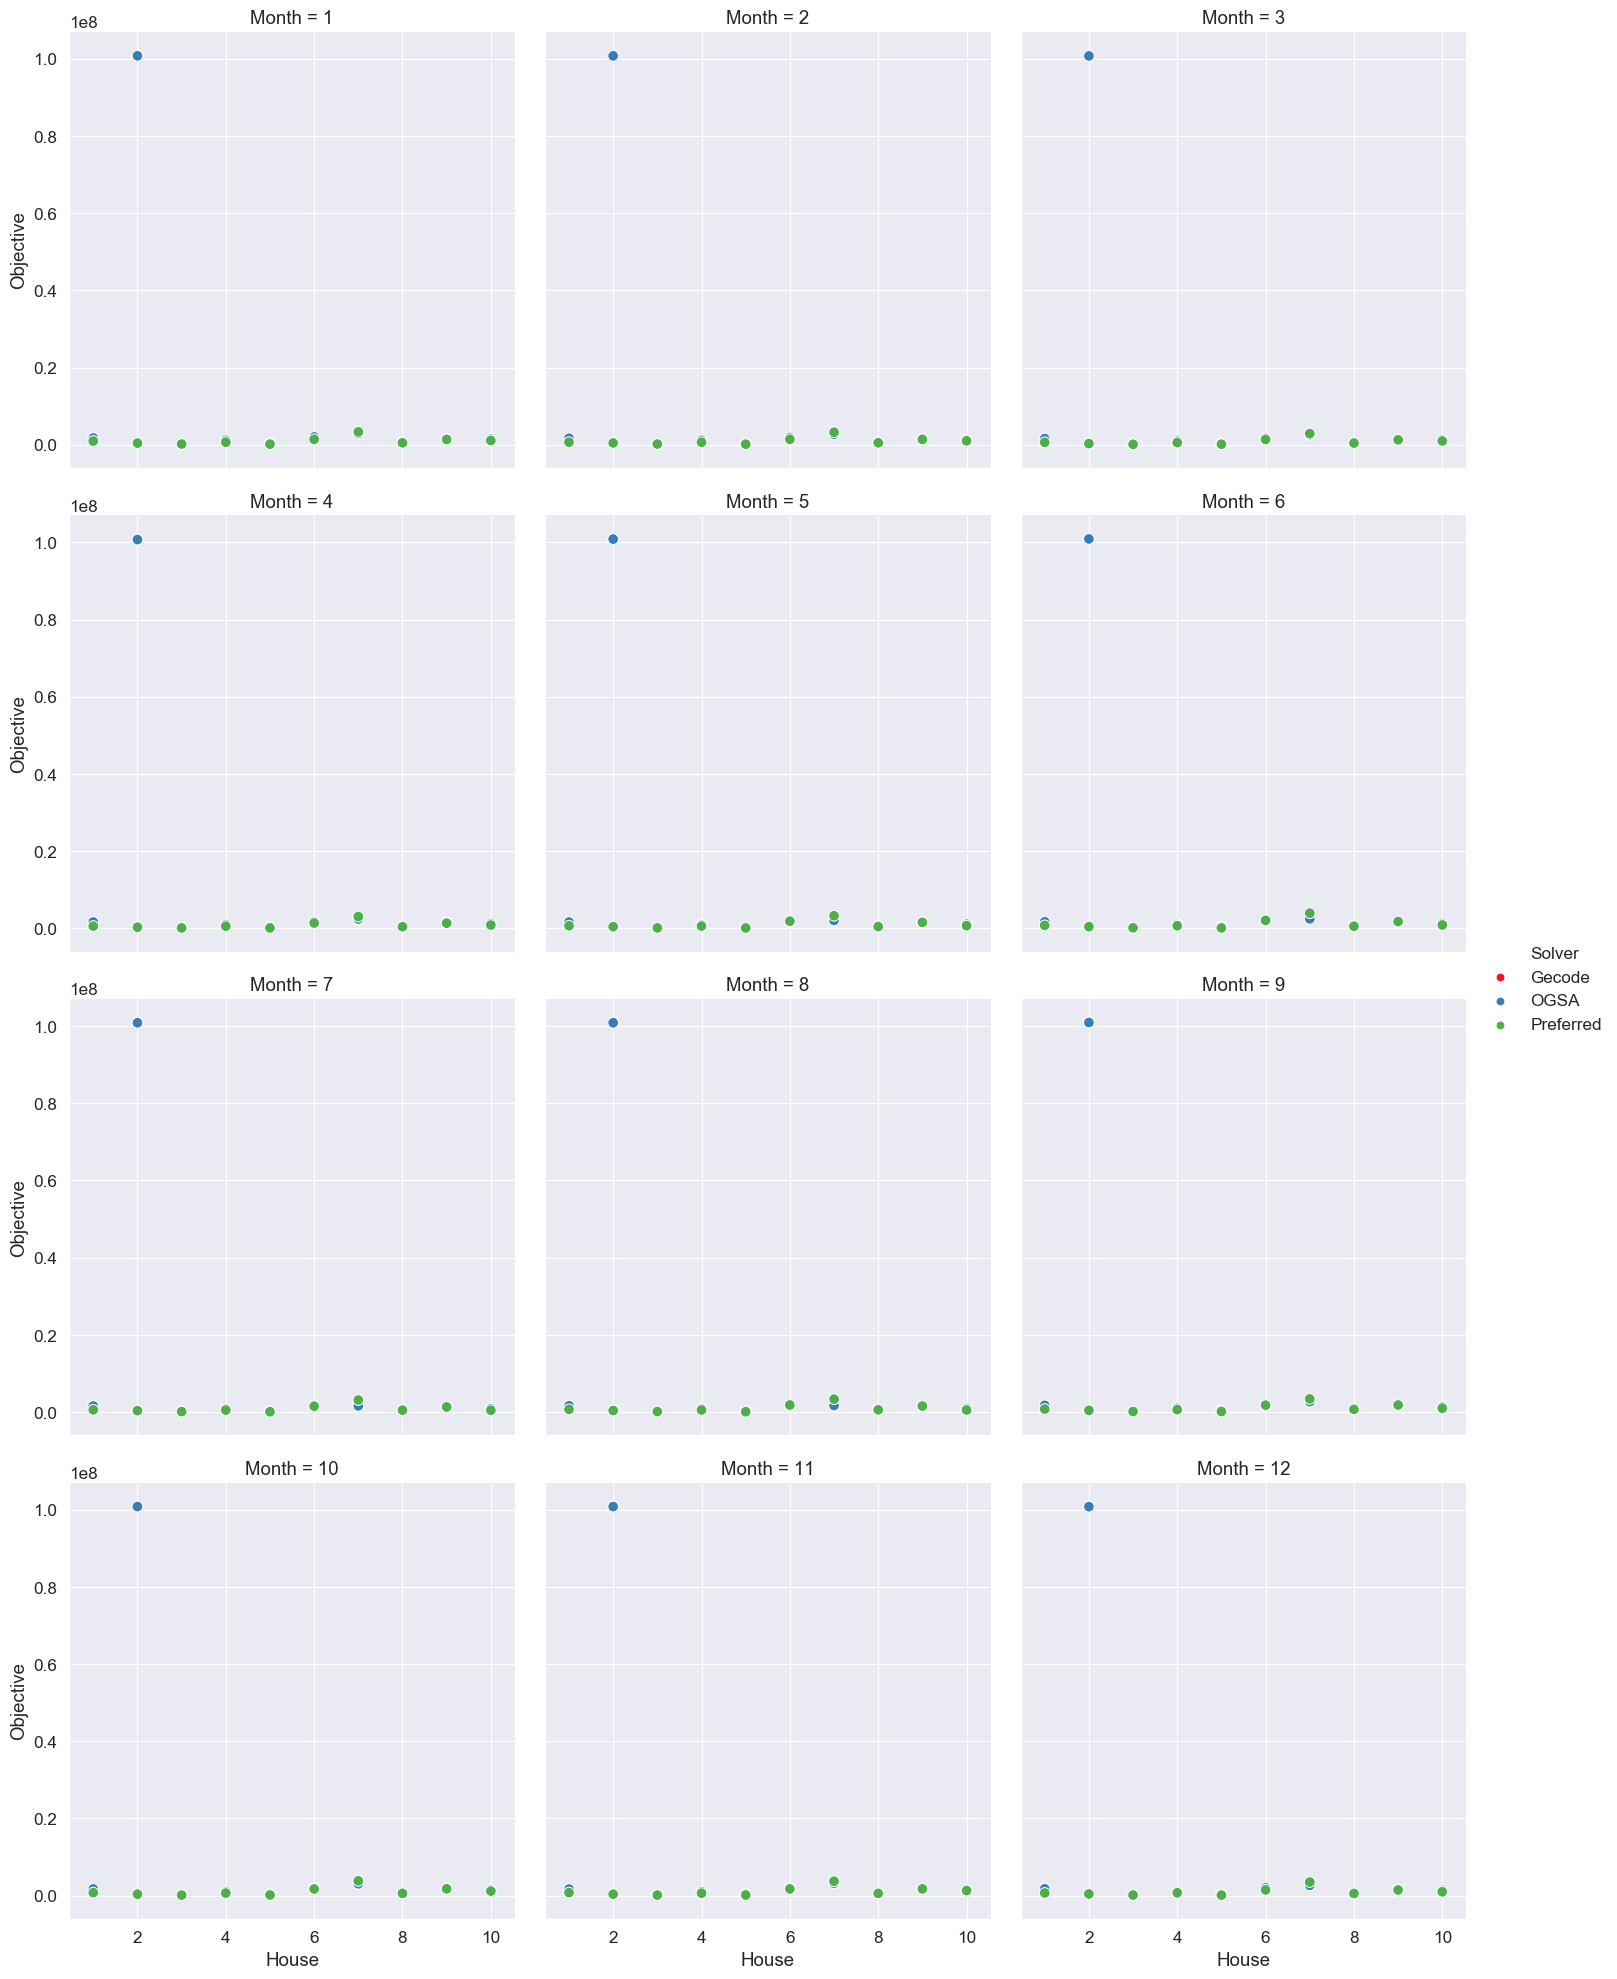 Month = 1
Month = 2
Month = 3
1e8
1.0
0.8
0.6
0.4
0.2
0.0
Objective
Month = 4
Month = 5
Month = 6
1e8
1.0
0.8
0.6
0.4
0.2
0.0
Objective
Month = 7
Month = 8
Month = 9
1e8
1.0
0.8
0.6
0.4
0.2
0.0
Objective
Month = 10
Month = 11
Month = 12
1e8
1.0
0.8
0.6
0.4
0.2
0.0
Objective
2 4 6 8 10
2 4 6 8 10
2 4 6 8 10
House
House
House
Solver
Gecode
OGSA
Preferred